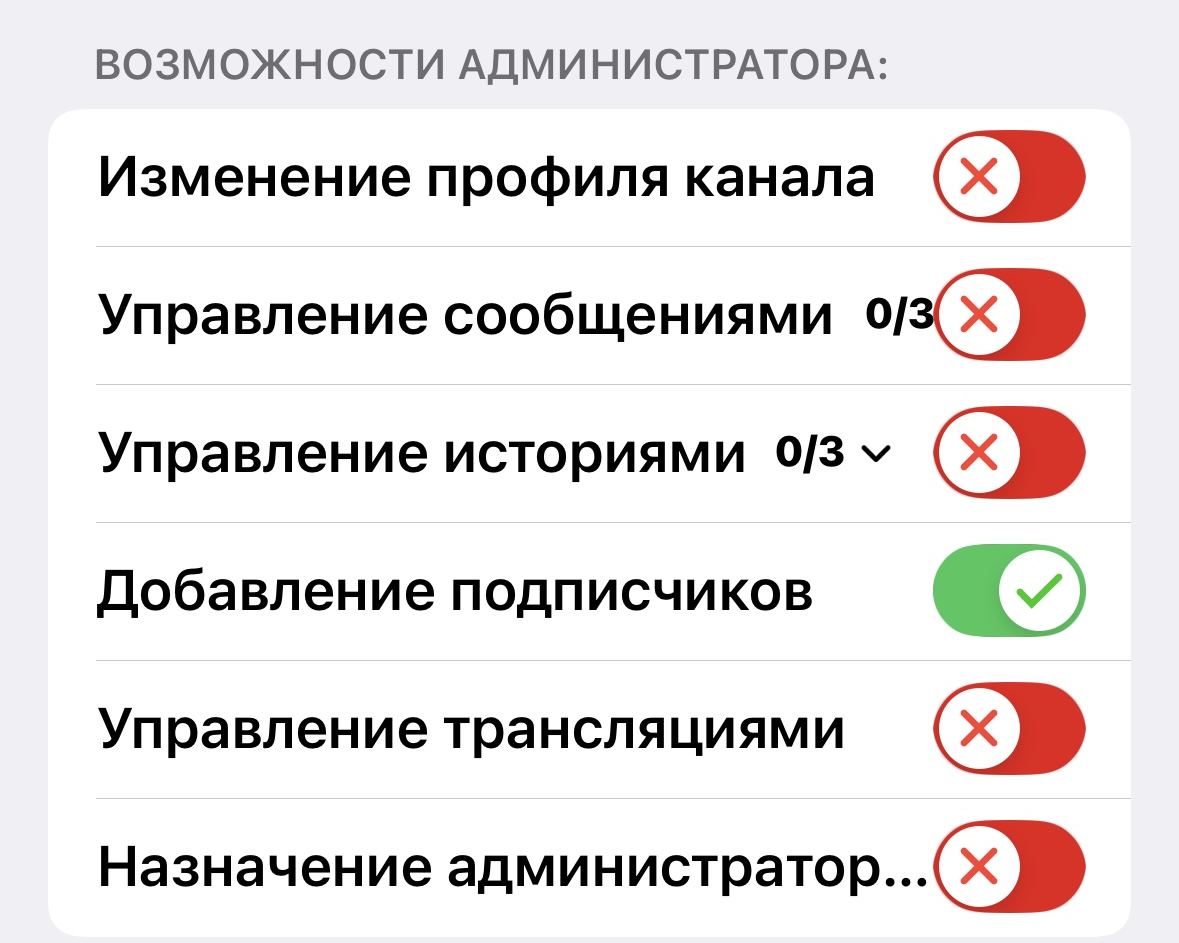 ВОЗМОЖНОСТИ АДМИНИСТРАТОРА:
Изменение профиля канала
Управление сообщениями 0/3
Управление историями 0/3
Добавление подписчиков
Управление трансляциями
Назначение администратор...